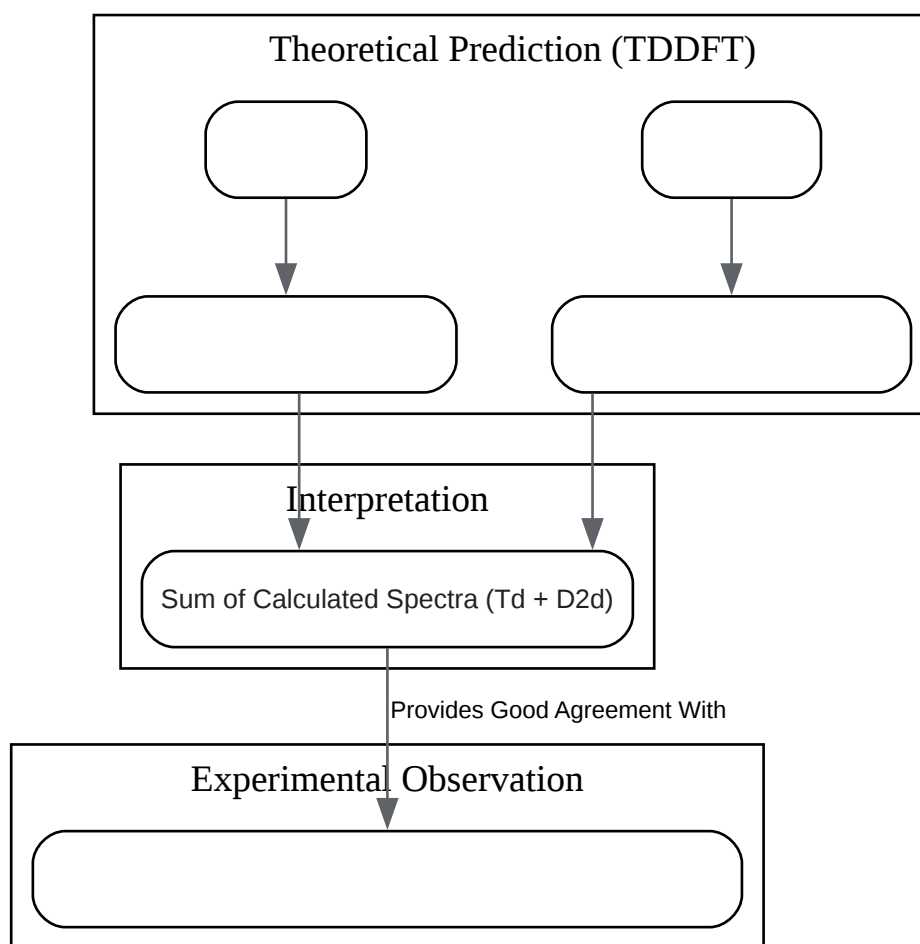 Theoretical Prediction (TDDFT)
Interpretation
Sum of Calculated Spectra (Td + D2d)
Provides Good Agreement With
Experimental Observation